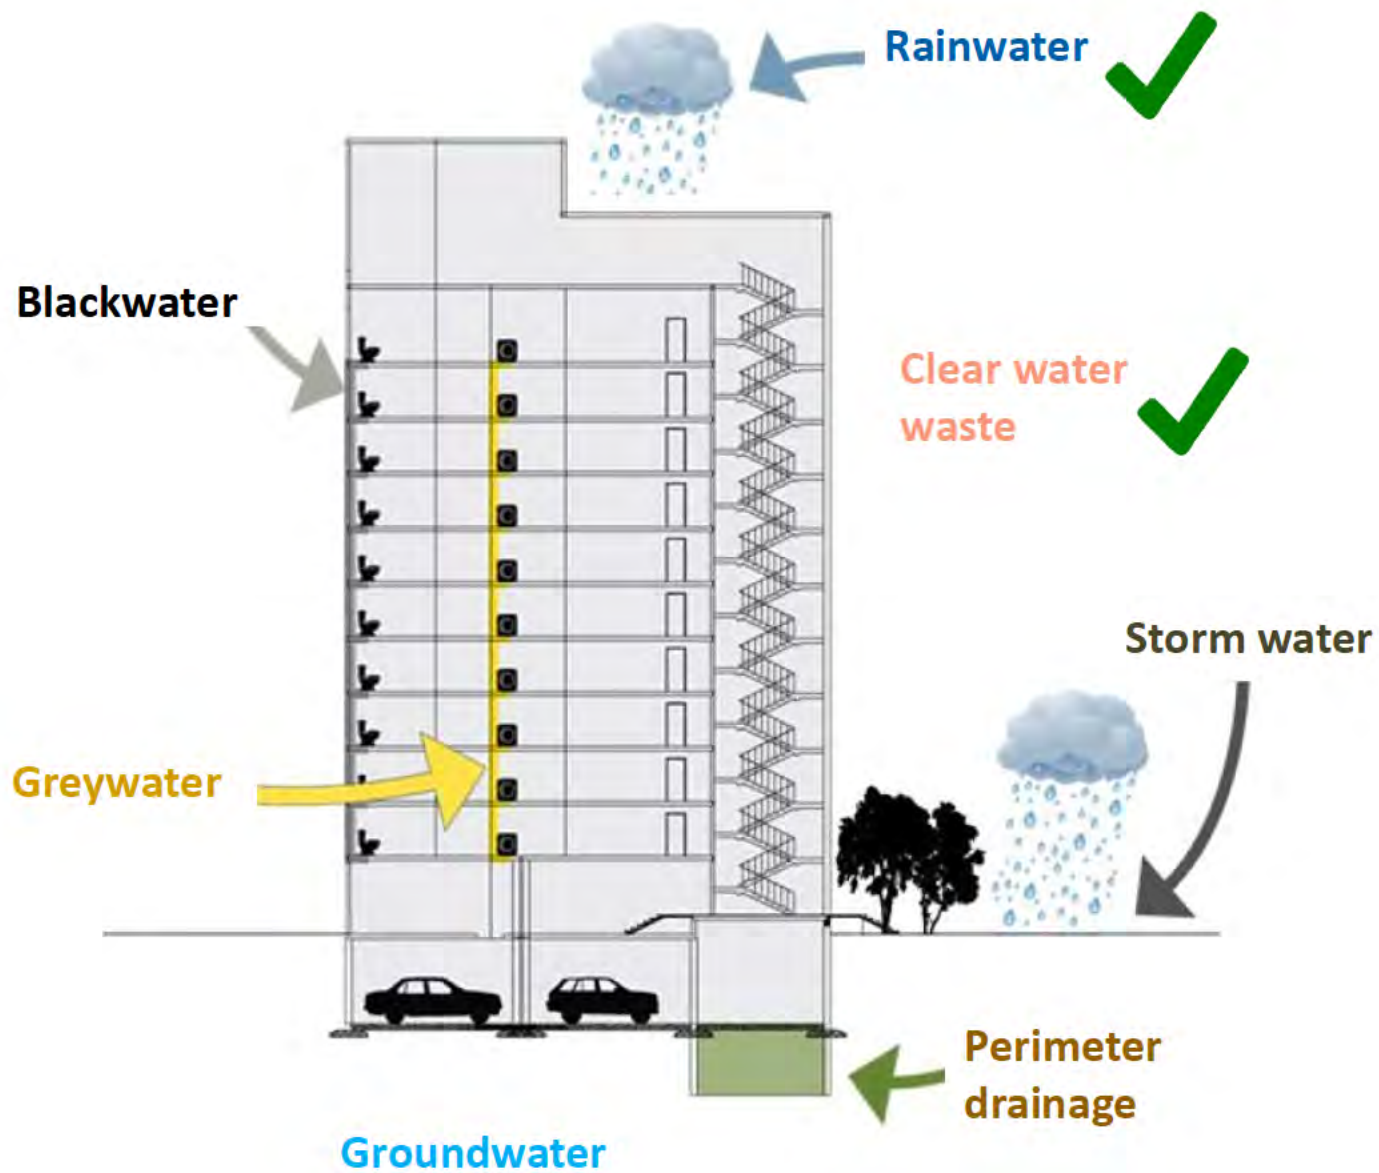 Rainwater
Blackwater
Clear water
waste
Storm water
Greywater
Perimeter
drainage
Groundwater